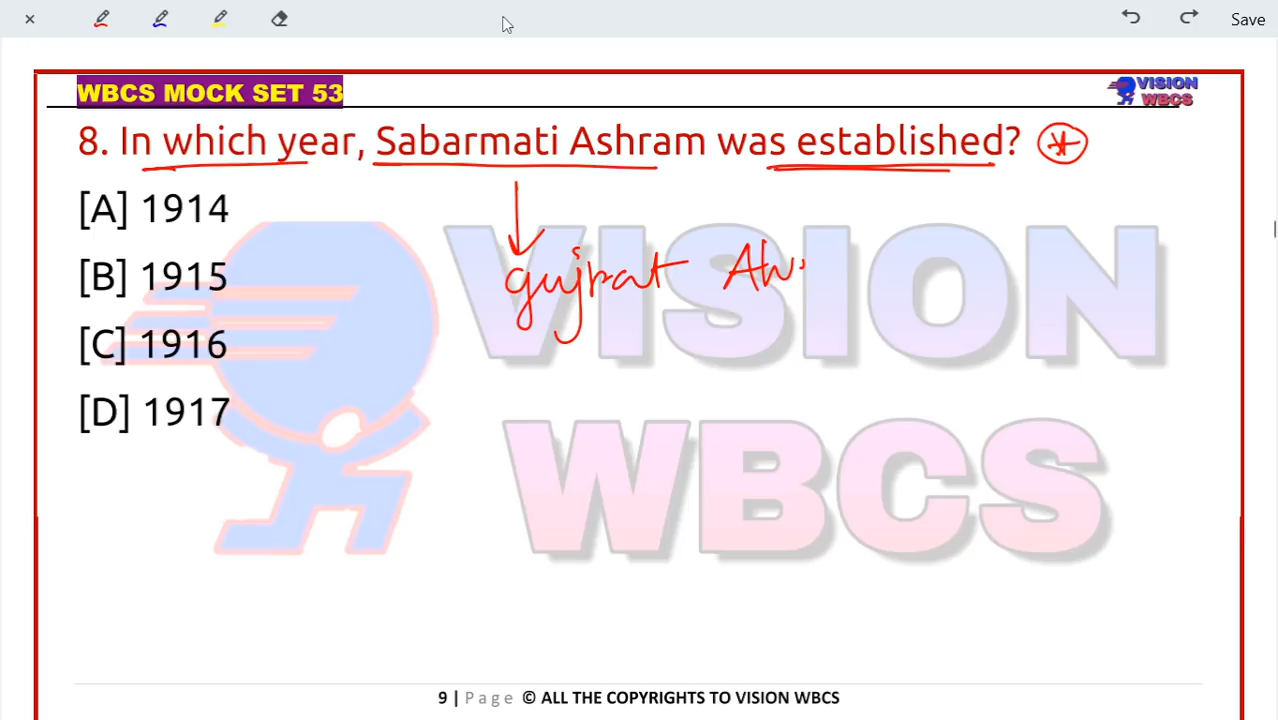 Save
WBCS MOCK SET 53
VISION
WBCS
8. In which year, Sabarmati Ashram was established?
[A] 1914
[B] 1915
[C] 1916
[D] 1917
gujrat
VISION
WBCS
9 | Page © ALL THE COPYRIGHTS TO VISION WBCS